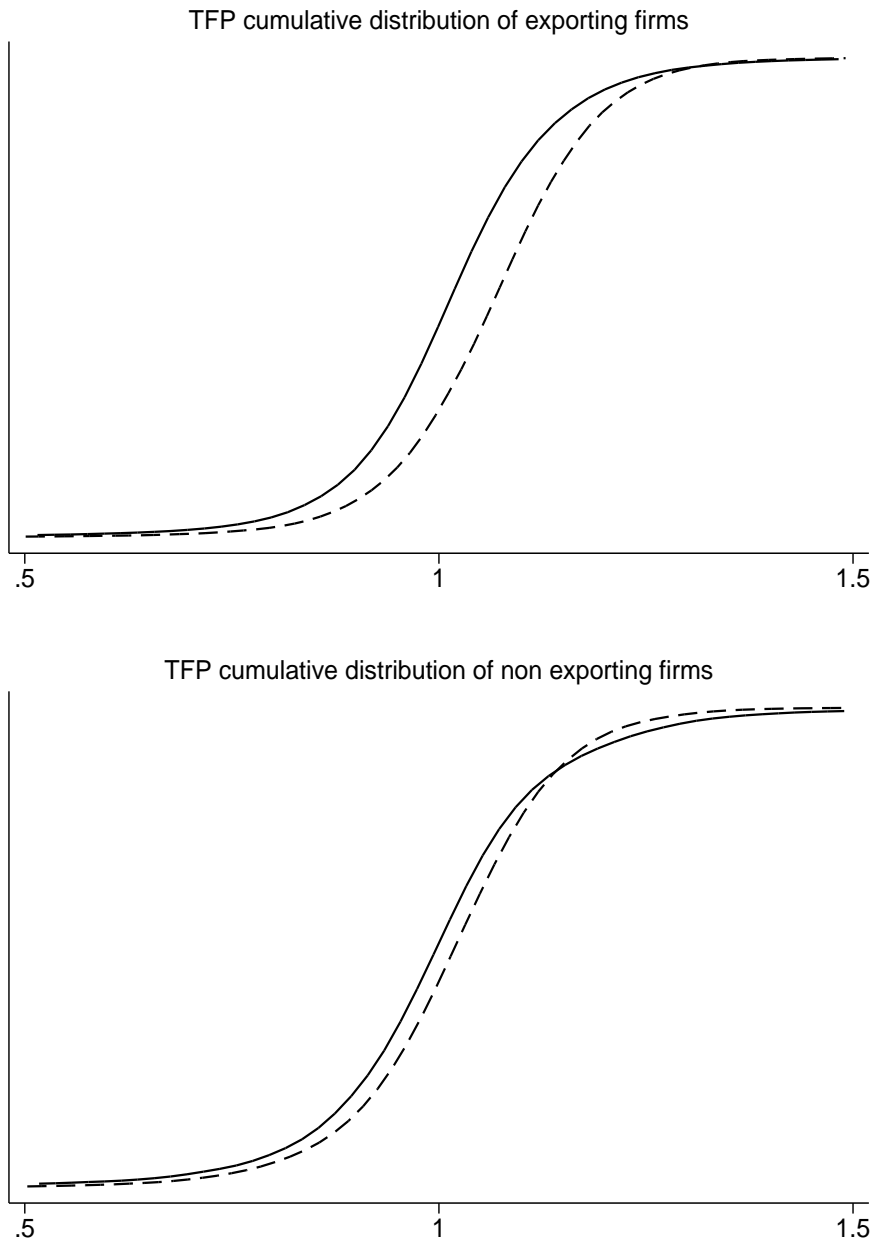 TFP cumulative distribution of exporting firms
.5 1 1.5
TFP cumulative distribution of non exporting firms
.5 1 1.5